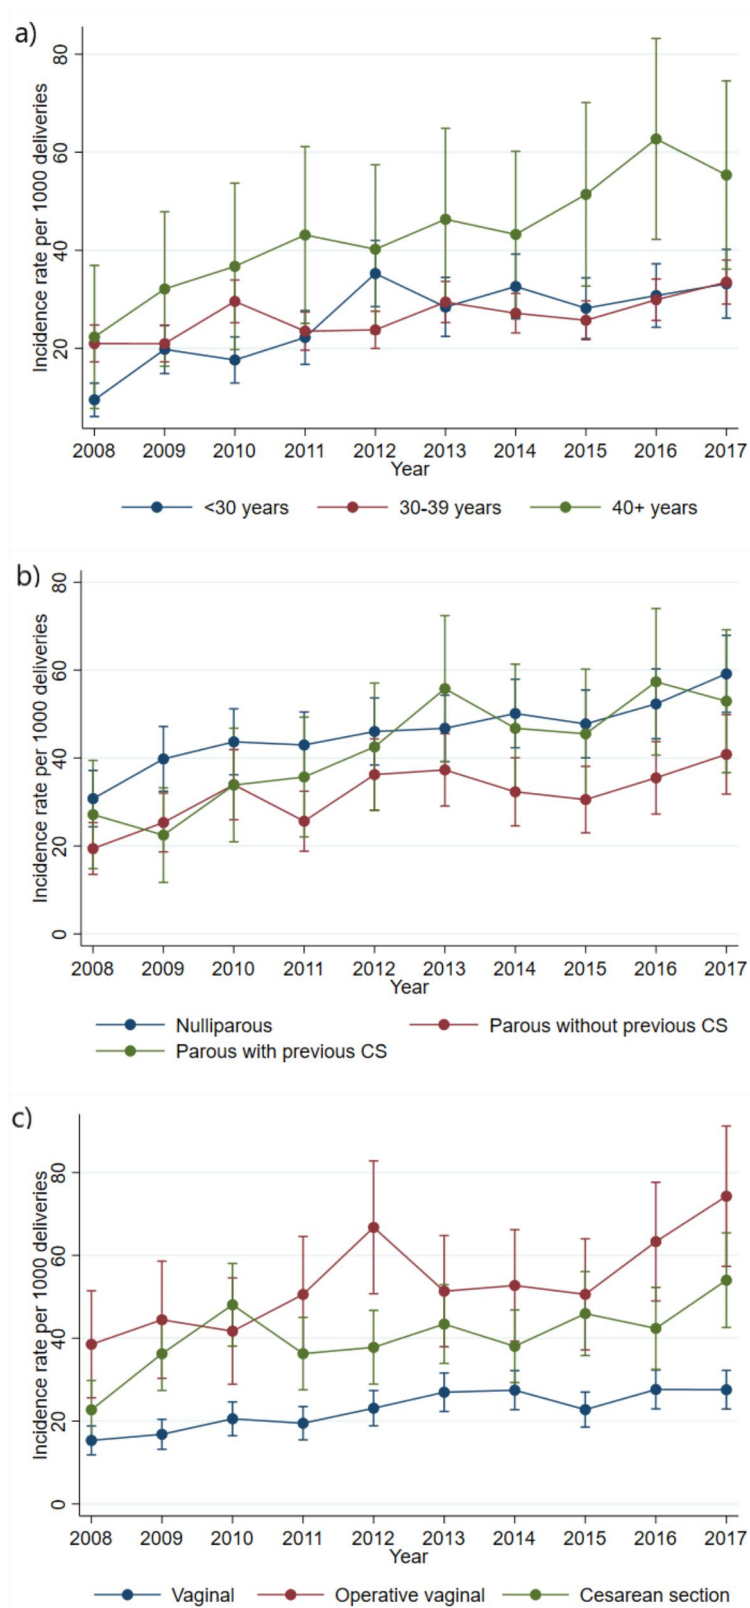 a)
Incidence rate per 1000 deliveries
80
60
40
20
2008 2009 2010 2011 2012 2013 2014 2015 2016 2017
Year
<30 years 30-39 years 40+ years
b)
Incidence rate per 1000 deliveries
80
60
40
20
0
2008 2009 2010 2011 2012 2013 2014 2015 2016 2017
Year
Nulliparous Parous without previous CS
Parous with previous CS
c)
Incidence rate per 1000 deliveries
80
60
40
20
0
2008 2009 2010 2011 2012 2013 2014 2015 2016 2017
Year
Vaginal Operative vaginal Cesarean section